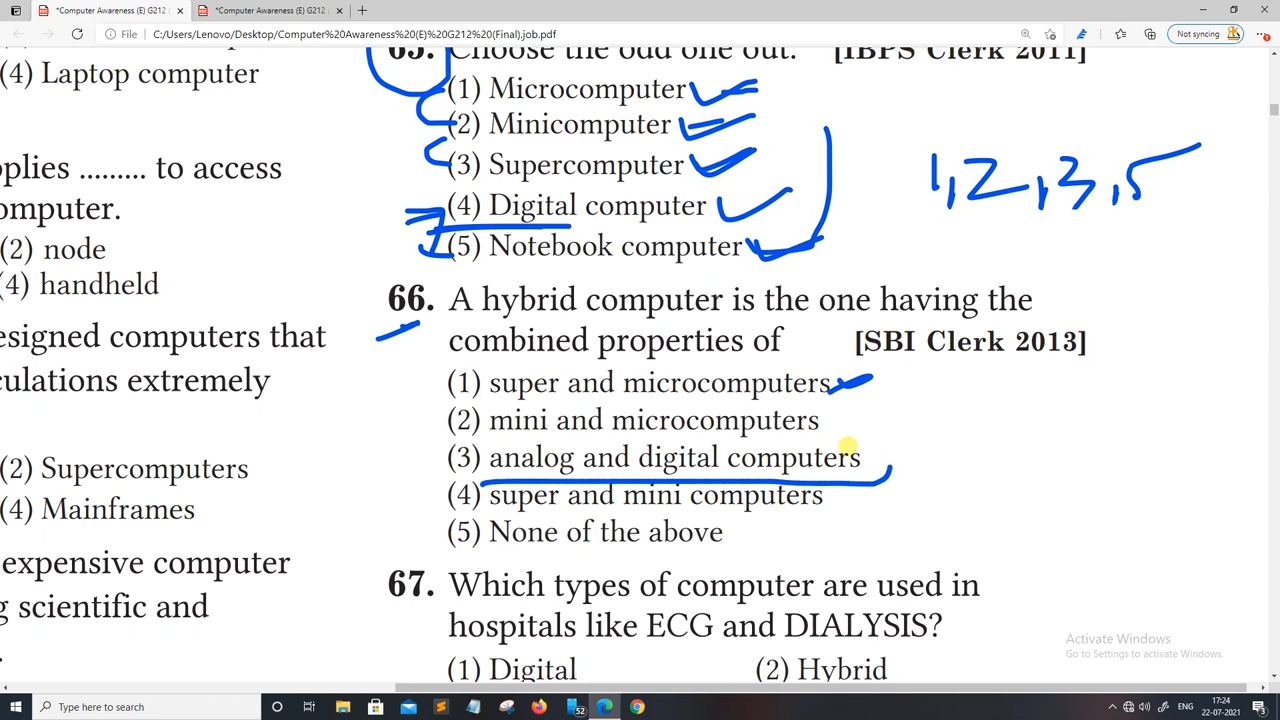 *Computer Awareness (E) G212
*Computer Awareness (E) G212
File
C:/Users/Lenovo/Desktop/Computer%20Awareness%20(E)%20G212%20(Final).job.pdf
Not syncing
(4) Laptop computer
pplies ......... to access
omputer.
(2) node
(4) handheld
esigned computers that
culations extremely
(2) Supercomputers
(4) Mainframes
expensive computer
g scientific and
65. Choose the odd one out. [IBPS Clerk 2011]
(1) Microcomputer
(2) Minicomputer
(3) Supercomputer
(4) Digital computer
(5) Notebook computer
1,2,3,5
66. A hybrid computer is the one having the
combined properties of [SBI Clerk 2013]
(1) super and microcomputers
(2) mini and microcomputers
(3) analog and digital computers
(4) super and mini computers
(5) None of the above
67. Which types of computer are used in
hospitals like ECG and DIALYSIS?
(1) Digital (2) Hybrid
Activate Windows
Go to Settings to activate Windows.
Type here to search
52
17:24
22-07-2021
3